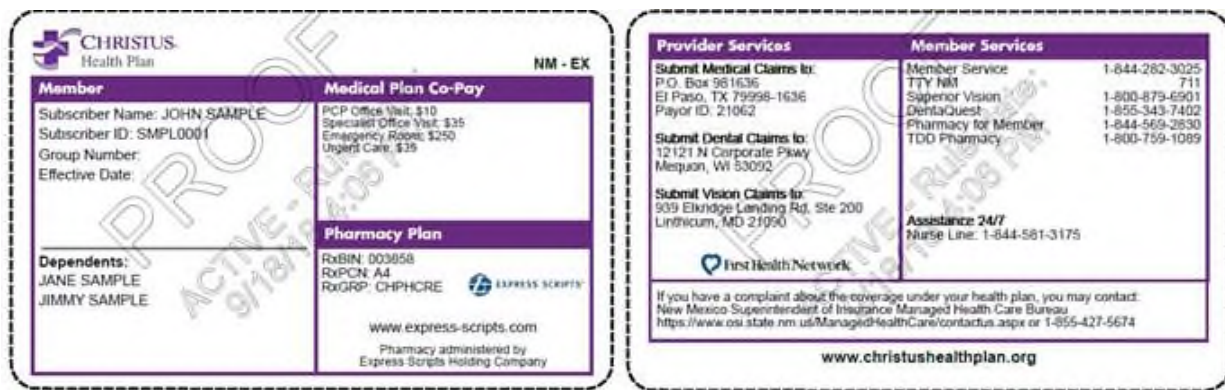 CHRISTUS
Health Plan
NM - EX
Member
Subscriber Name: JOHN SAMPLE
Subscriber ID: SMPL0001
Group Number:
Effective Date:
Dependents:
JANE SAMPLE
JIMMY SAMPLE
Medical Plan Co-Pay
PCP Office Visit: $10
Specialist Office Visit: $35
Emergency Room: $250
Urgent Care: $35
Pharmacy Plan
RxBIN: 003858
RxPCN: A4
RxGRP: CHPHCRE
EXPRESS SCRIPTS
www.express-scripts.com
Pharmacy administered by
Express Scripts Holding Company
PROOF
ACTIVE - Rule
9/18/1 4:06 PM
Provider Services
Submit Medical Claims to:
P.O. Box 981636
El Paso, TX 79998-1636
Payor ID: 21062
Submit Dental Claims to:
12121 N Corporate Pkwy
Mequon, WI 53092
Submit Vision Claims to:
939 Elkridge Landing Rd, Ste 200
Linthicum, MD 21090
First Health Network
Member Services
Member Service 1-844-282-3025
TTY NM 711
Superior Vision 1-800-879-6901
DentaQuest 1-855-343-7402
Pharmacy for Member 1-844-569-2830
TDD Pharmacy 1-800-759-1089
Assistance 24/7
Nurse Line: 1-844-581-3175
If you have a complaint about the coverage under your health plan, you may contact:
New Mexico Superintendent of Insurance Managed Health Care Bureau
https://www.osi.state.nm.us/ManagedHealthCare/contactus.aspx or 1-855-427-5674
www.christushealthplan.org
PROOF